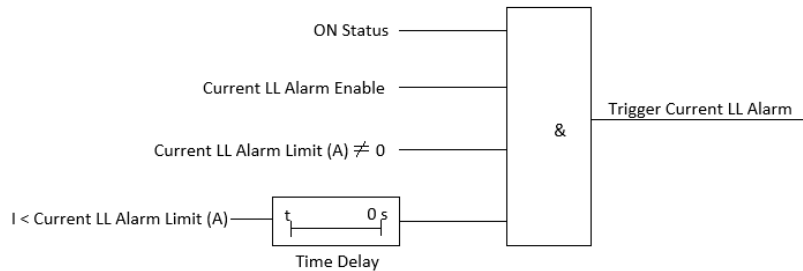 ON Status
Current LL Alarm Enable
Current LL Alarm Limit (A) ≠ 0
I < Current LL Alarm Limit (A)
t 0 s
Time Delay
&
Trigger Current LL Alarm